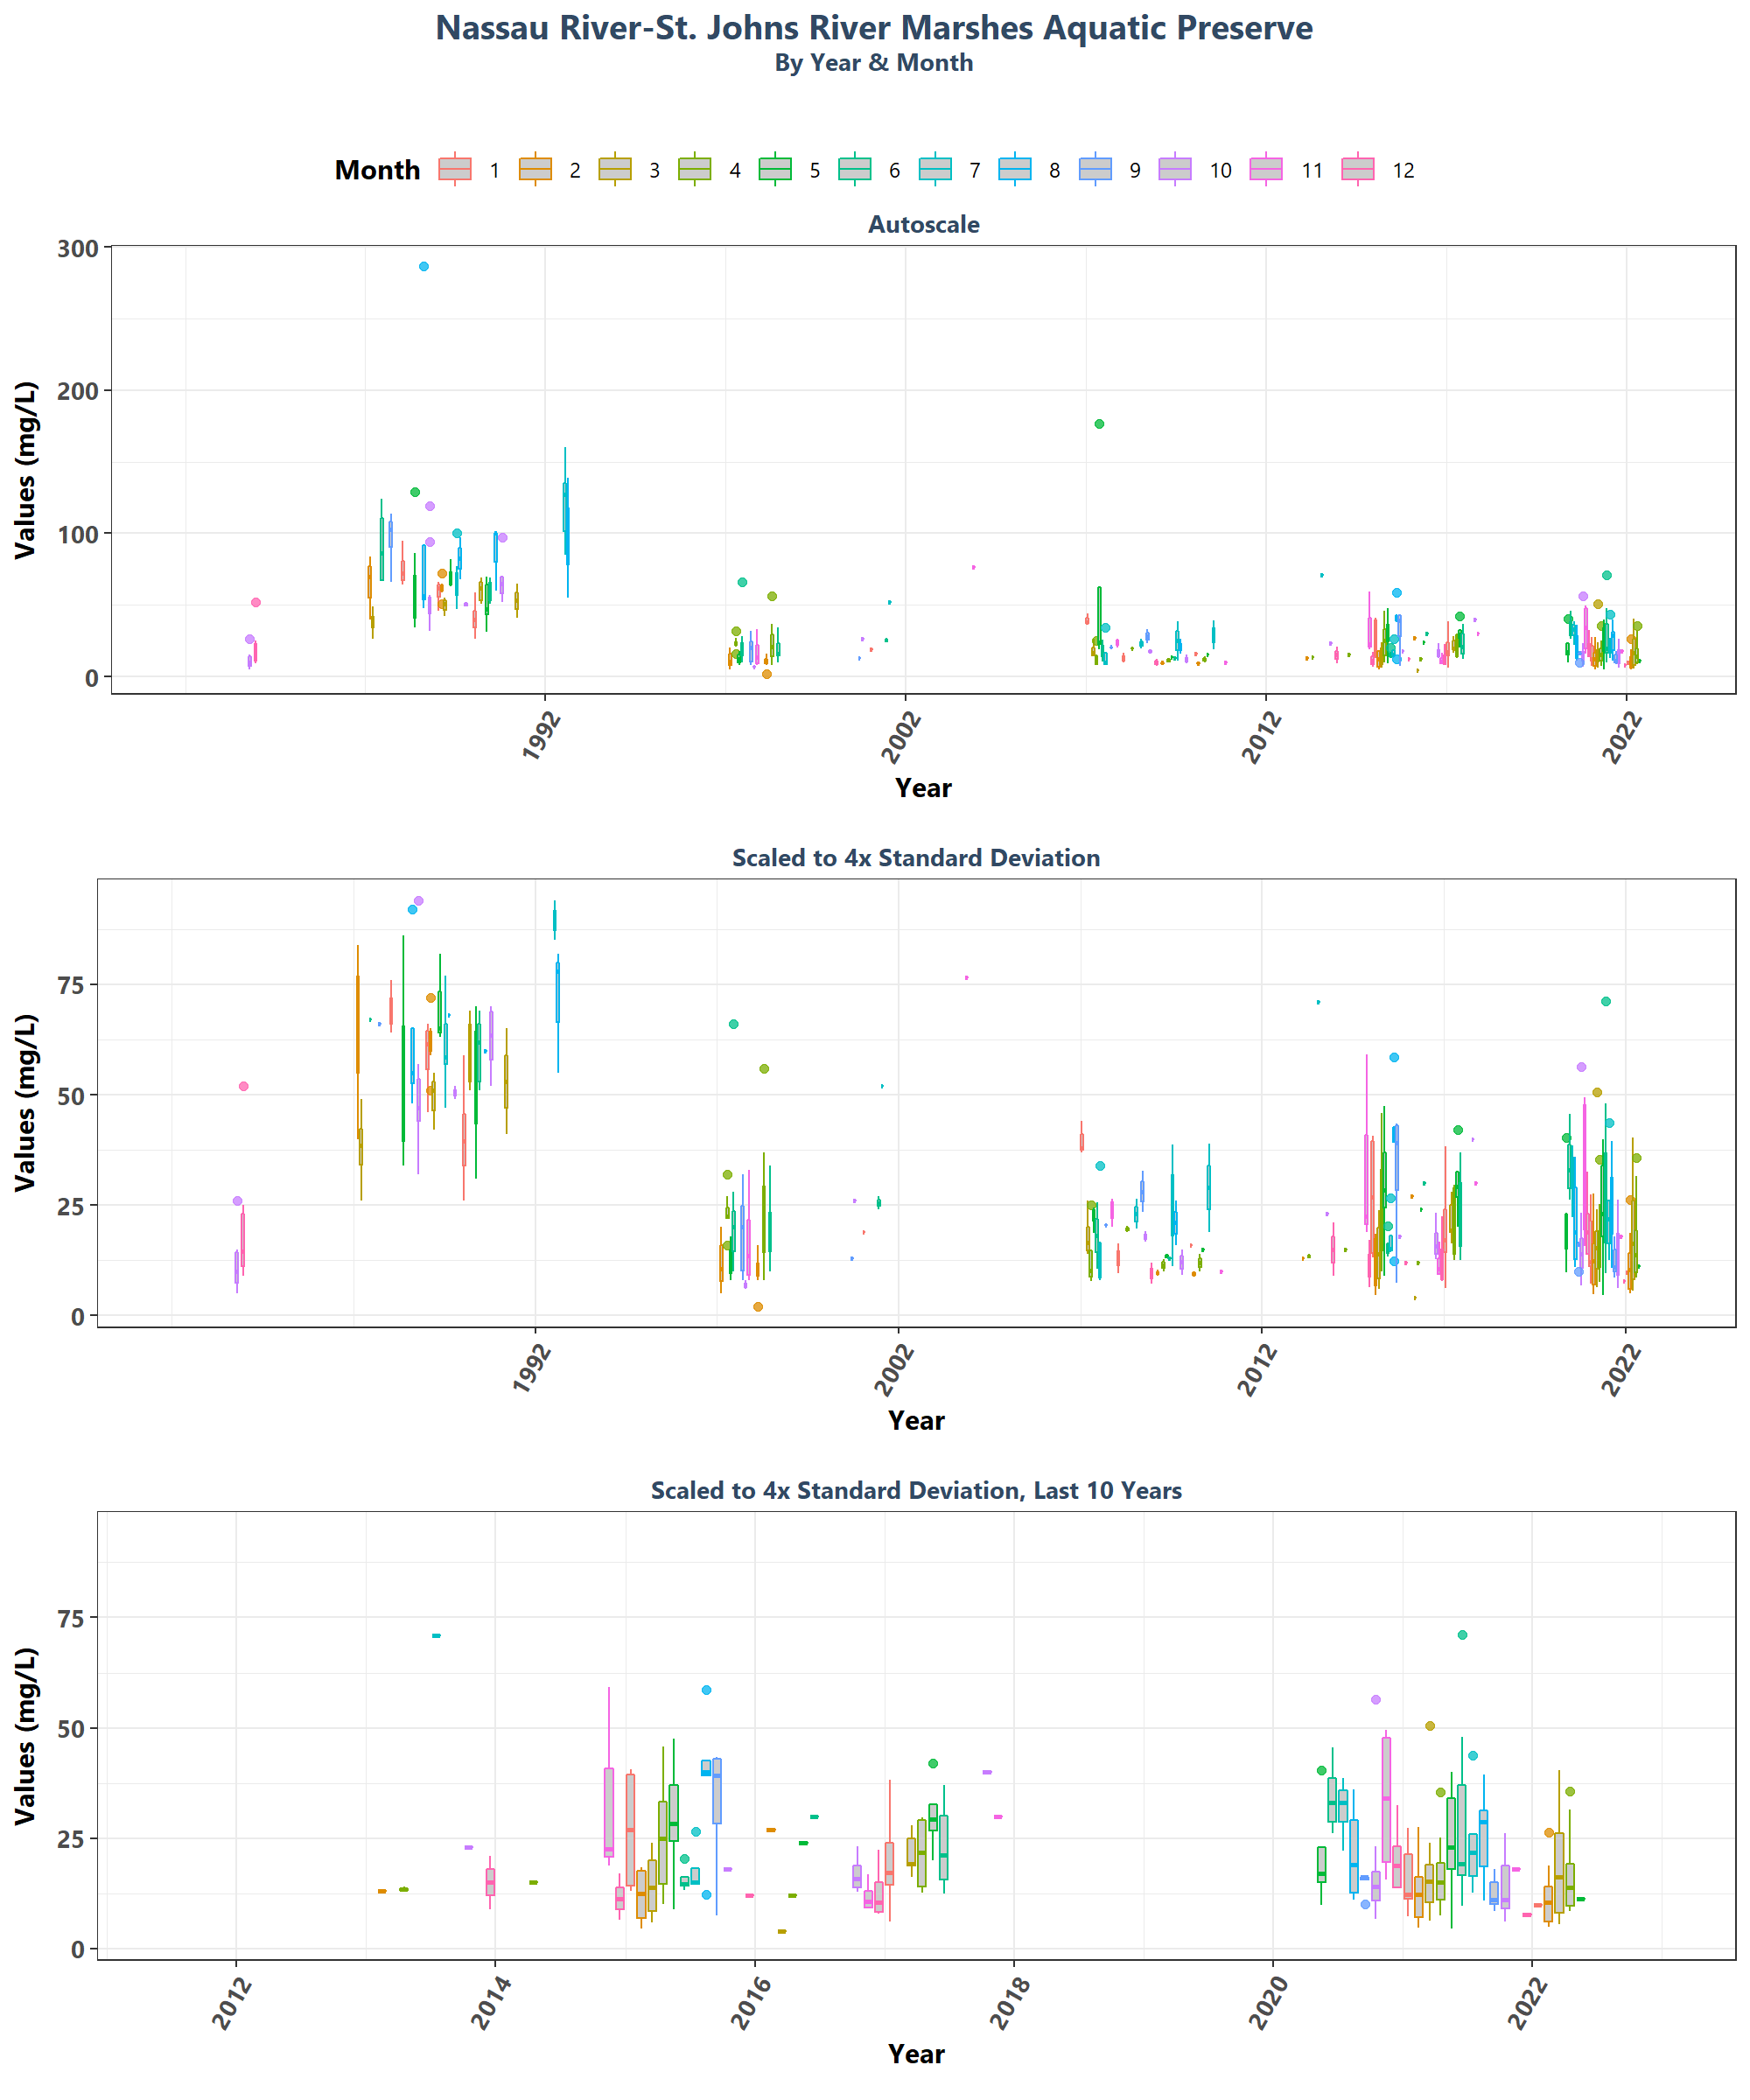 Nassau River-St. Johns River Marshes Aquatic Preserve
By Year & Month
Month 1 2 3 4 5 6 7 8 9 10 11 12
Autoscale
300
200
100
0
Values (mg/L)
1992 2002 2012 2022
Year
Scaled to 4x Standard Deviation
75
50
25
0
Values (mg/L)
1992 2002 2012 2022
Year
Scaled to 4x Standard Deviation, Last 10 Years
75
50
25
0
Values (mg/L)
2012 2014 2016 2018 2020 2022
Year